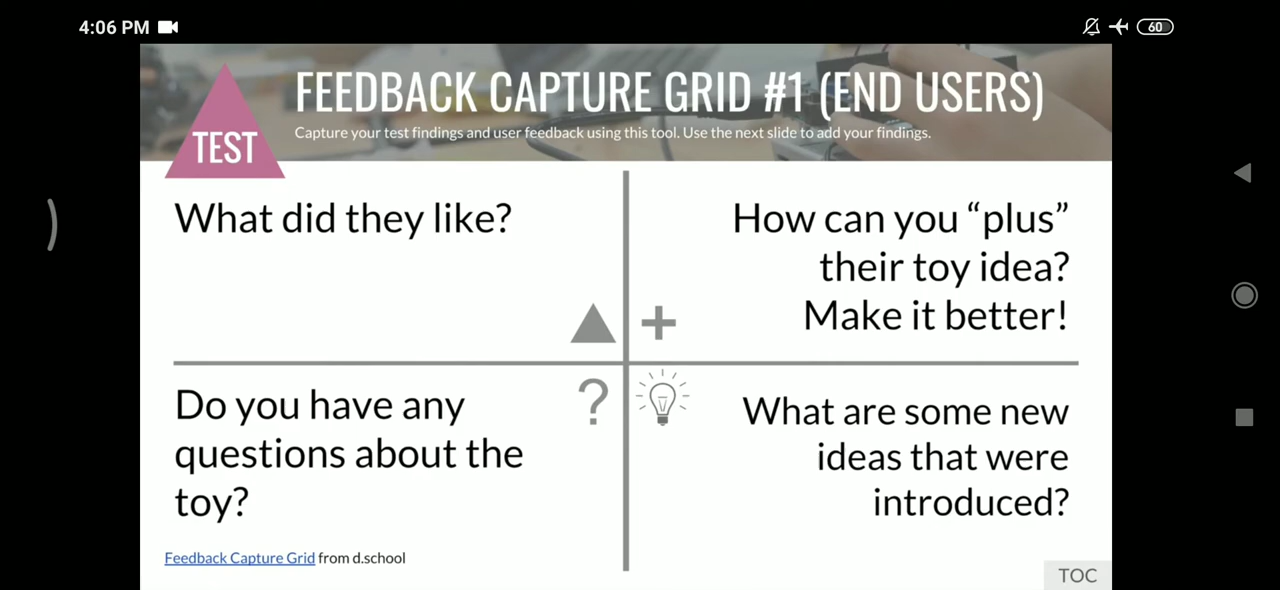 4:06 PM
60
FEEDBACK CAPTURE GRID #1 (END USERS)
TEST
Capture your test findings and user feedback using this tool. Use the next slide to add your findings.
What did they like?
How can you “plus”
their toy idea?
Make it better!
+
?
Do you have any
questions about the
toy?
What are some new
ideas that were
introduced?
Feedback Capture Grid from d.school
TOC